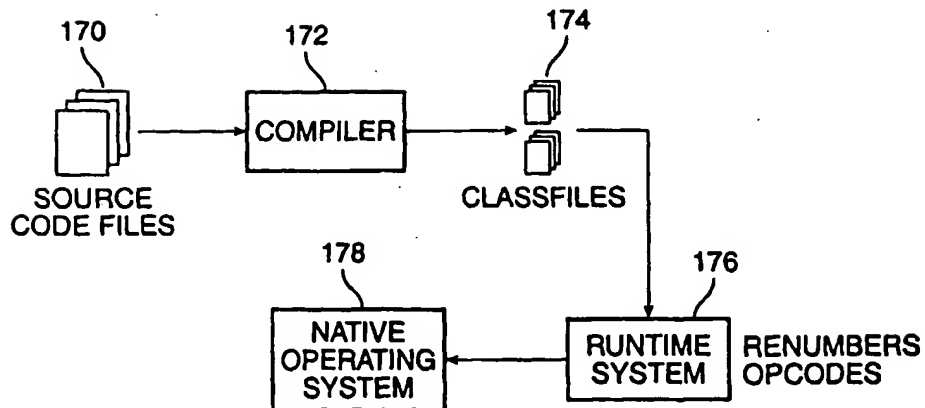 170
172
174
COMPILER
SOURCE
CODE FILES
CLASSFILES
178
176
NATIVE
OPERATING
SYSTEM
RUNTIME
SYSTEM
RENUMBERS
OPCODES